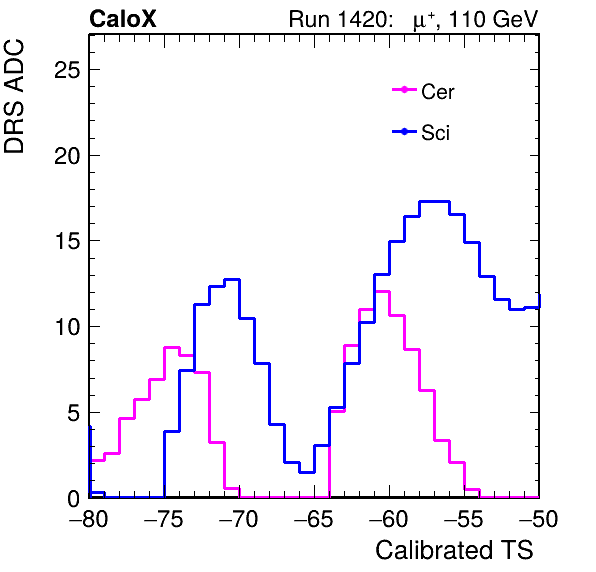 CaloX Run 1420: μ⁺, 110 GeV
DRS ADC
25
20
15
10
5
0
Cer
Sci
−80 −75 −70 −65 −60 −55 −50
Calibrated TS